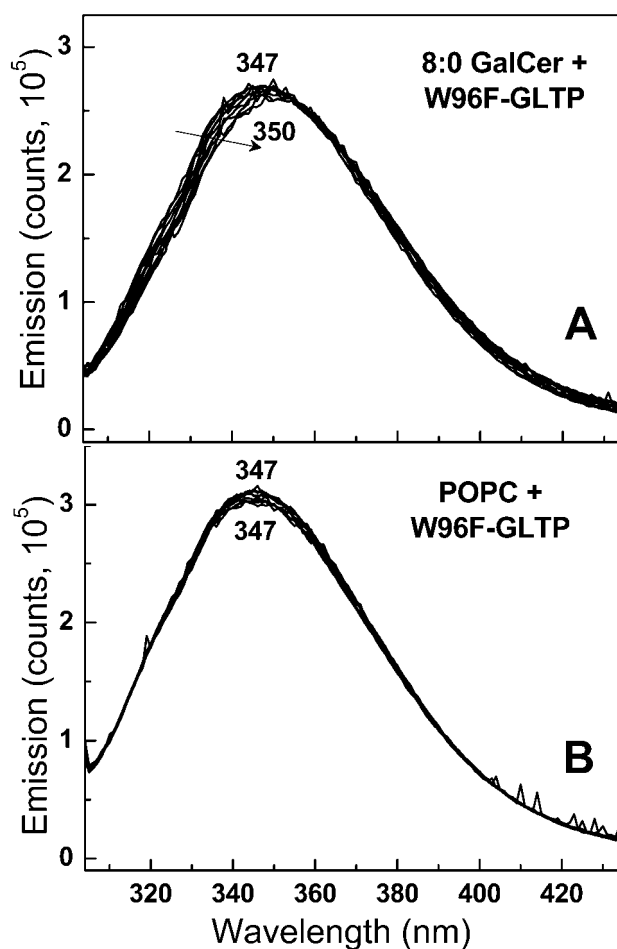 347
350
8:0 GalCer +
W96F-GLTP
A
Emission (counts, 10⁵)
3
2
1
0
347
347
POPC +
W96F-GLTP
B
Emission (counts, 10⁵)
3
2
1
0
320 340 360 380 400 420
Wavelength (nm)